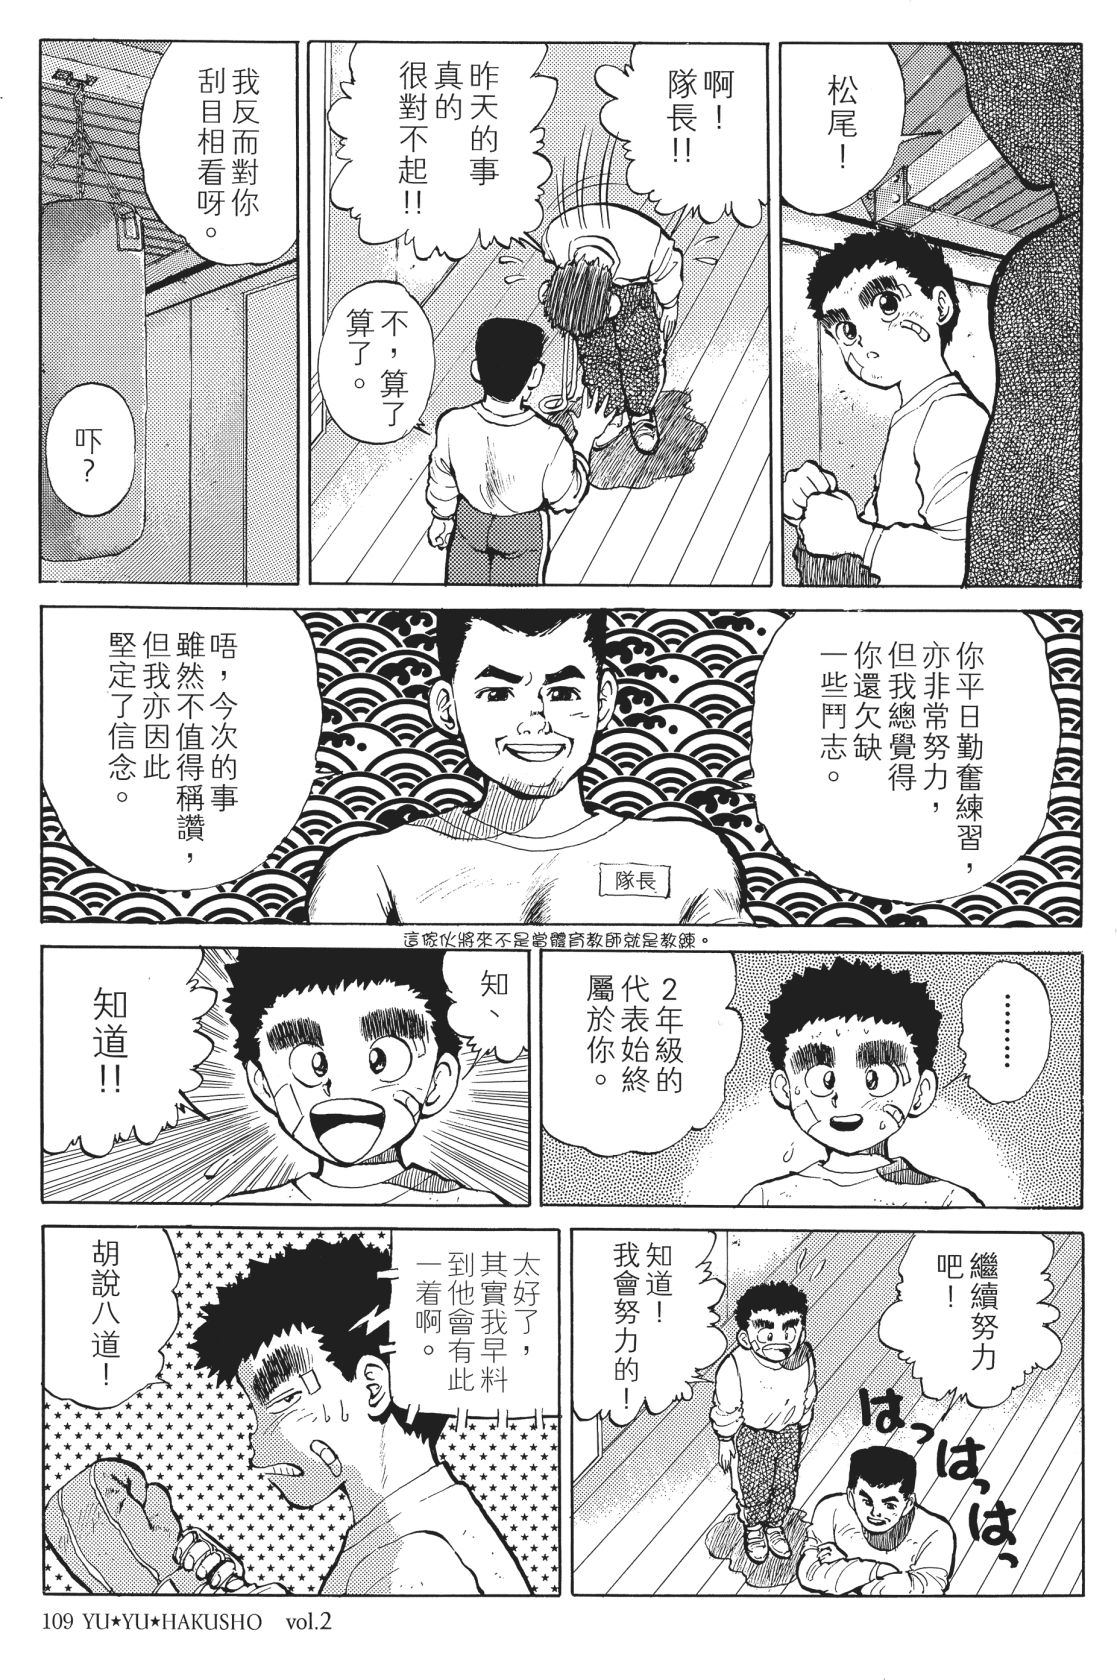 松尾！
啊！
隊長!!
昨天的事
真的
很對不起!!
不，算了
算了。
我反而對你
刮目相看呀。
吓？
你平日勤奮練習，
亦非常努力，
但我總覺得
你還欠缺
一些鬥志。
隊長
唔，今次的事
雖然不值得稱讚，
但我亦因此
堅定了信念。
這傢伙將來不是當體育教師就是教練。
………
2年級的
代表始終
屬於你。
知、
知道!!
繼續努力
吧！
知道！
我會努力的！
はっはっはっ
太好了，
其實我早料
到他會有此
一着啊。
胡說八道！
109 YU★YU★HAKUSHO vol.2